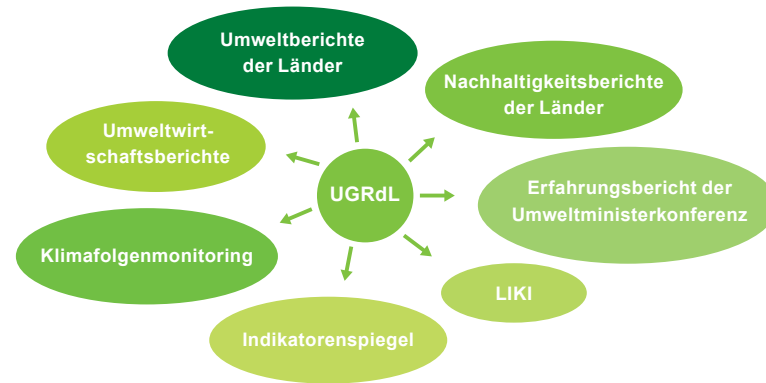 Umweltberichte
der Länder
Nachhaltigkeitsberichte
der Länder
Umweltwirt-
schaftsberichte
UGRdL
Erfahrungsbericht der
Umweltministerkonferenz
Klimafolgenmonitoring
LIKI
Indikatorenspiegel